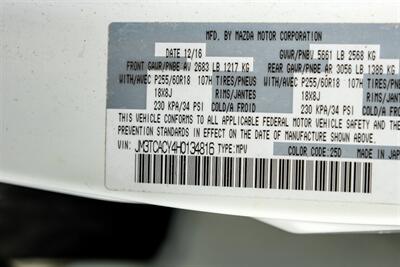 MFD. BY MAZDA MOTOR CORPORATION
DATE 12/16 GVWR/PNBV 5661 LB 2568 KG
FRONT GAWR/PNBE AV 2683 LB 1217 KG REAR GAWR/PNBE AR 3056 LB 1386 KG
WITH/AVEC P255/60R18 107H TIRES/PNEUS WITH/AVEC P255/60R18 107H TIRES/PNEUS
18X8J RIMS/JANTES 18X8J RIMS/JANTES
230 KPA/34 PSI COLD/A FROID 230 KPA/34 PSI COLD/A FROID
THIS VEHICLE CONFORMS TO ALL APPLICABLE FEDERAL MOTOR VEHICLE SAFETY AND THEFT
PREVENTION STANDARDS IN EFFECT ON THE DATE OF MANUFACTURE SHOWN ABOVE.
VIN: JM3TCACY4H0134816 TYPE:MPV COLOR CODE:25D MADE IN JAPAN